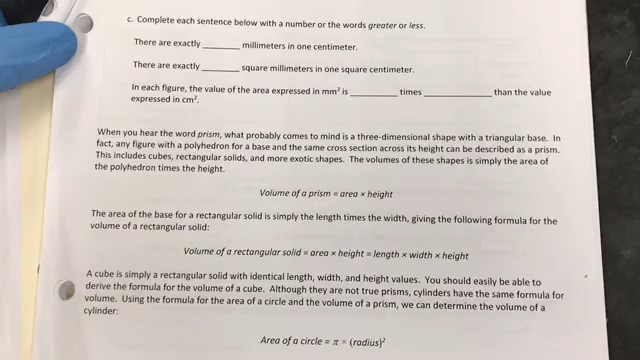 c. Complete each sentence below with a number or the words greater or less.
There are exactly ________ millimeters in one centimeter.
There are exactly ________ square millimeters in one square centimeter.
In each figure, the value of the area expressed in mm² is __________ times ______________ than the value
expressed in cm².
When you hear the word prism, what probably comes to mind is a three-dimensional shape with a triangular base. In
fact, any figure with a polyhedron for a base and the same cross section across its height can be described as a prism.
This includes cubes, rectangular solids, and more exotic shapes. The volumes of these shapes is simply the area of
the polyhedron times the height.
Volume of a prism = area × height
The area of the base for a rectangular solid is simply the length times the width, giving the following formula for the
volume of a rectangular solid:
Volume of a rectangular solid = area × height = length × width × height
A cube is simply a rectangular solid with identical length, width, and height values. You should easily be able to
derive the formula for the volume of a cube. Although they are not true prisms, cylinders have the same formula for
volume. Using the formula for the area of a circle and the volume of a prism, we can determine the volume of a
cylinder:
Area of a circle = π × (radius)²